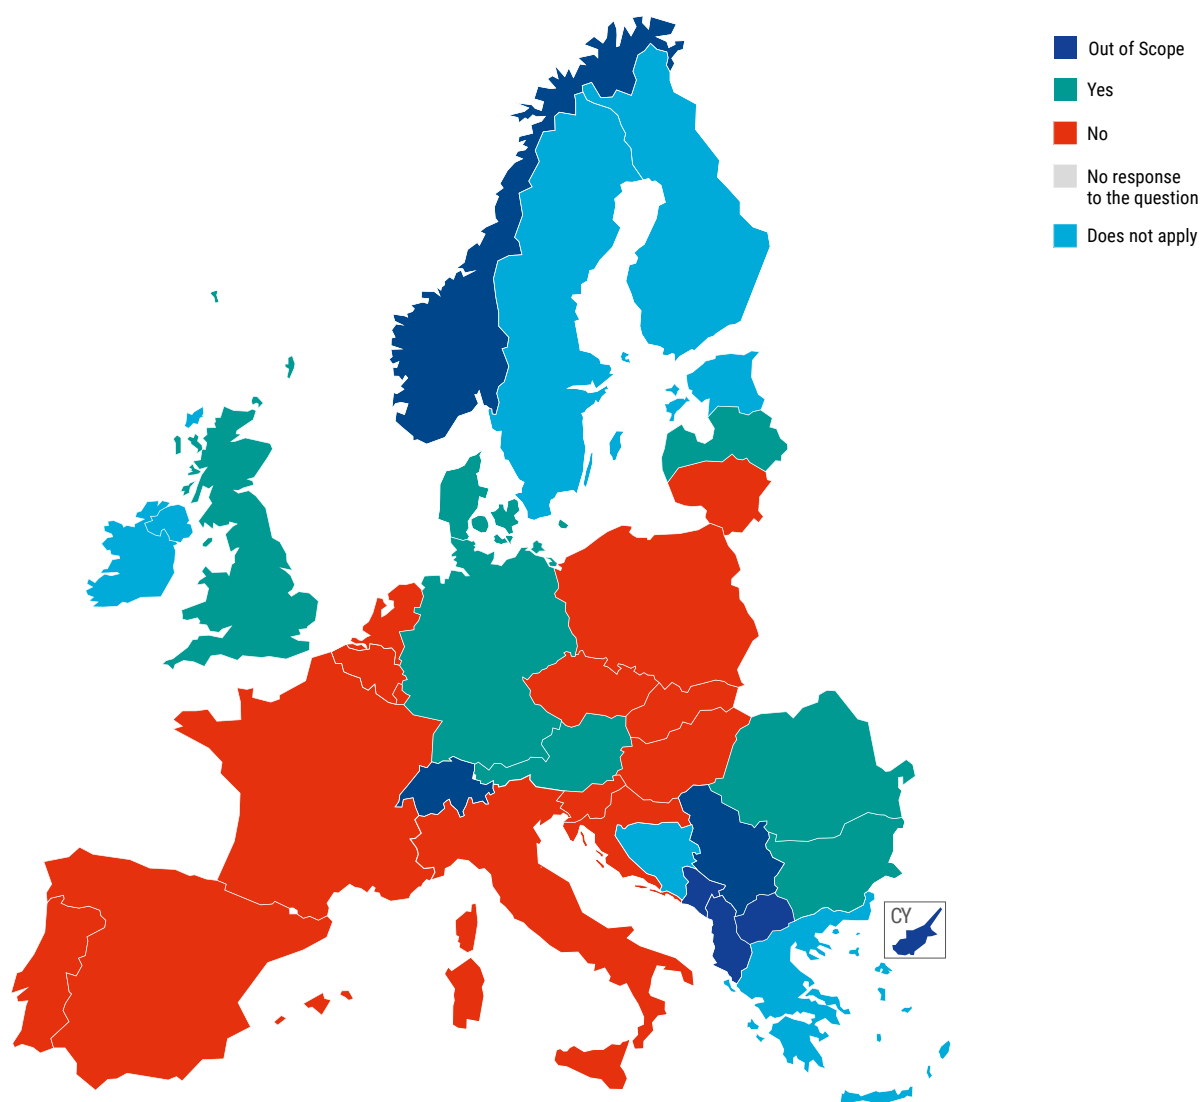 Out of Scope
Yes
No
No response
to the question
Does not apply
CY